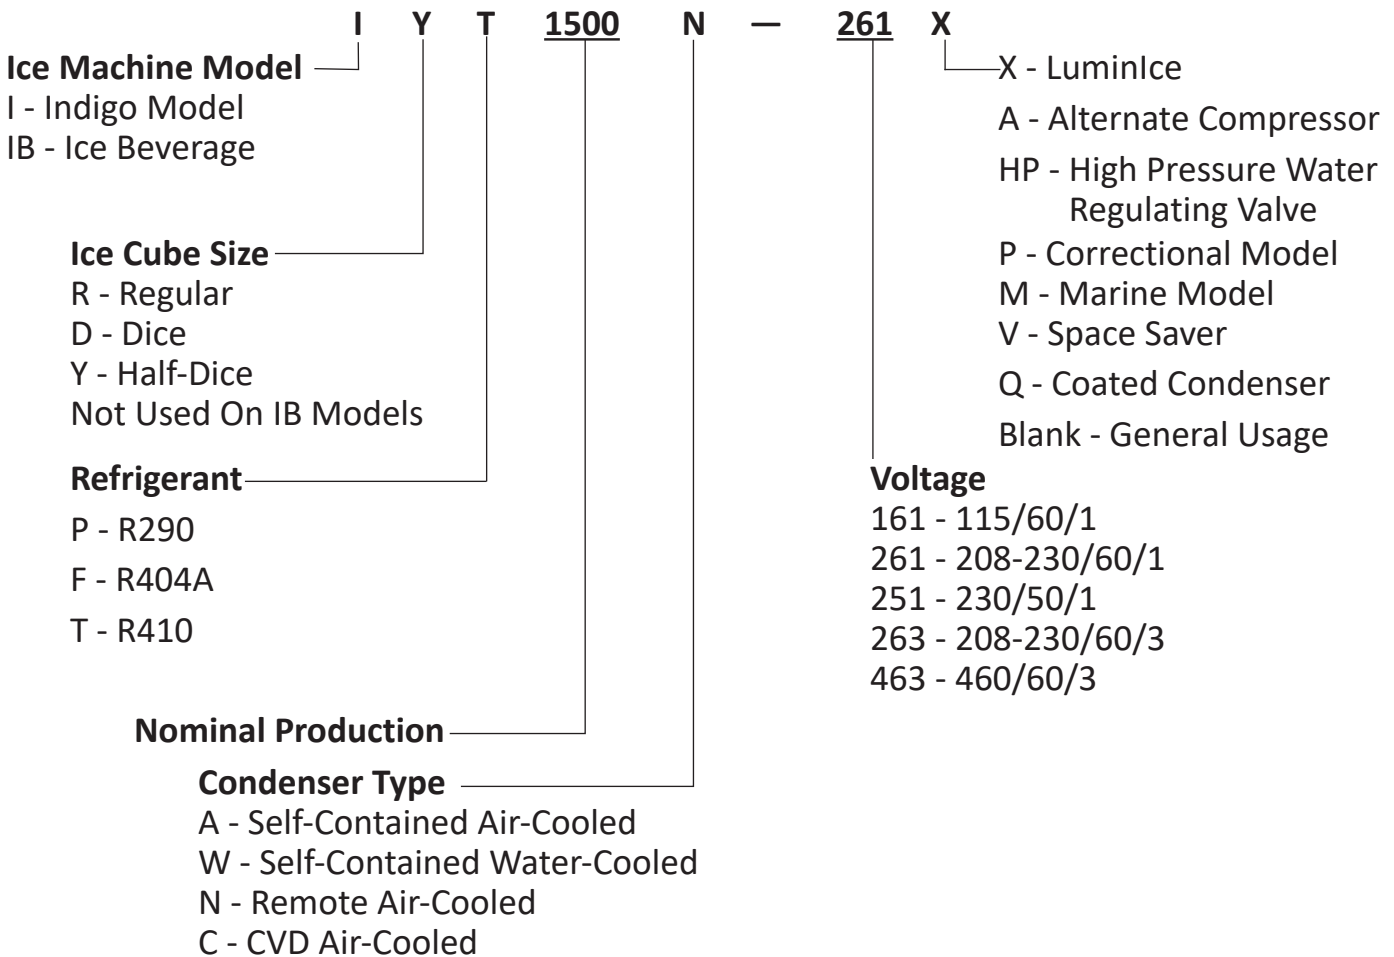 I Y T 1500 N — 261 X
Ice Machine Model
I - Indigo Model
IB - Ice Beverage
Ice Cube Size
R - Regular
D - Dice
Y - Half-Dice
Not Used On IB Models
Refrigerant
P - R290
F - R404A
T - R410
Nominal Production
Condenser Type
A - Self-Contained Air-Cooled
W - Self-Contained Water-Cooled
N - Remote Air-Cooled
C - CVD Air-Cooled
X - LuminIce
A - Alternate Compressor
HP - High Pressure Water
Regulating Valve
P - Correctional Model
M - Marine Model
V - Space Saver
Q - Coated Condenser
Blank - General Usage
Voltage
161 - 115/60/1
261 - 208-230/60/1
251 - 230/50/1
263 - 208-230/60/3
463 - 460/60/3